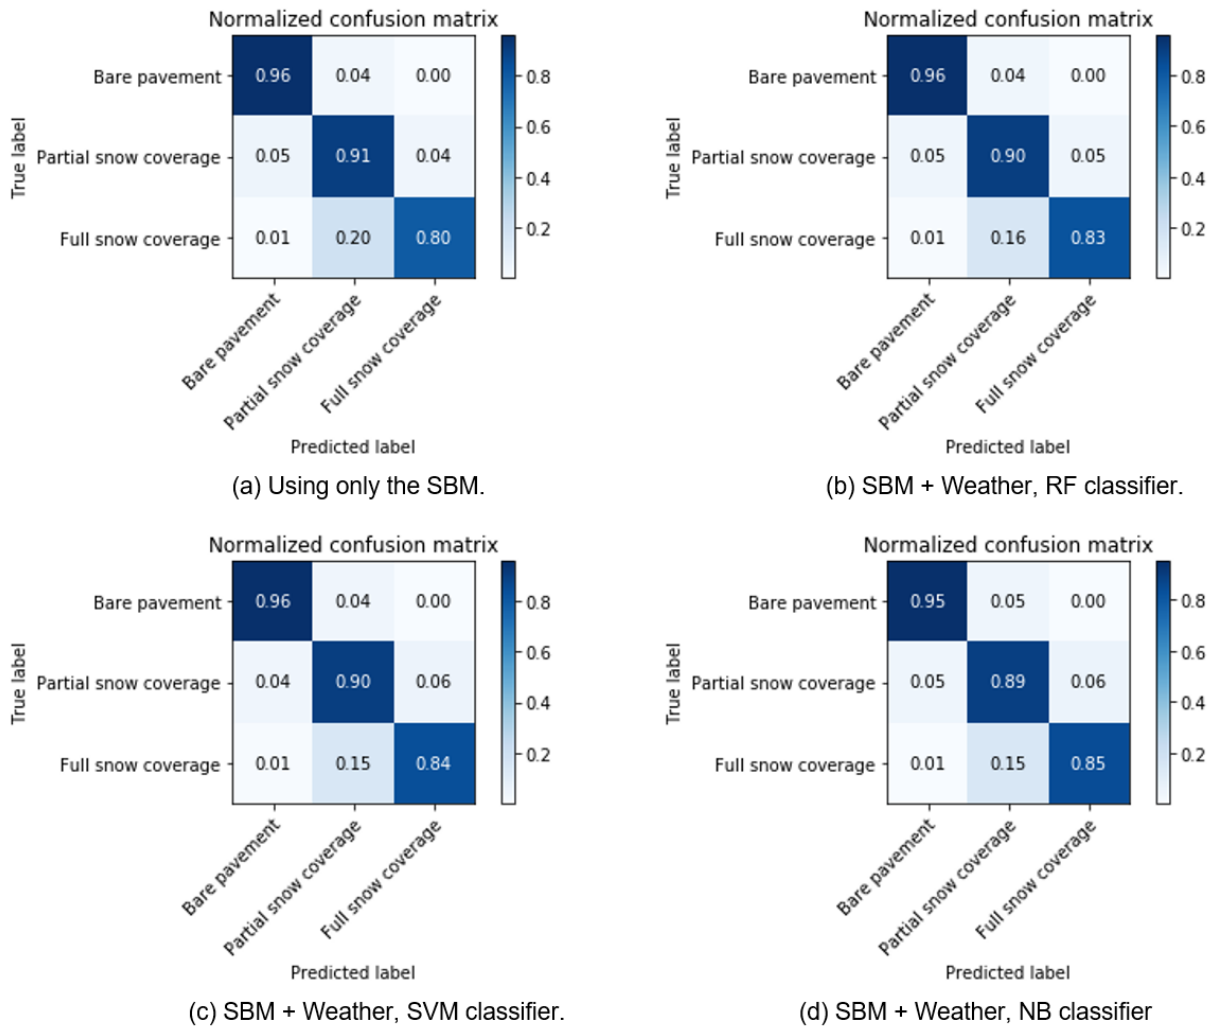 Normalized confusion matrix
True label
Bare pavement 0.96 0.04 0.00
Partial snow coverage 0.05 0.91 0.04
Full snow coverage 0.01 0.20 0.80
0.8
0.6
0.4
0.2
Bare pavement
Partial snow coverage
Full snow coverage
Predicted label
(a) Using only the SBM.
Normalized confusion matrix
True label
Bare pavement 0.96 0.04 0.00
Partial snow coverage 0.05 0.90 0.05
Full snow coverage 0.01 0.16 0.83
0.8
0.6
0.4
0.2
Bare pavement
Partial snow coverage
Full snow coverage
Predicted label
(b) SBM + Weather, RF classifier.
Normalized confusion matrix
True label
Bare pavement 0.96 0.04 0.00
Partial snow coverage 0.04 0.90 0.06
Full snow coverage 0.01 0.15 0.84
0.8
0.6
0.4
0.2
Bare pavement
Partial snow coverage
Full snow coverage
Predicted label
(c) SBM + Weather, SVM classifier.
Normalized confusion matrix
True label
Bare pavement 0.95 0.05 0.00
Partial snow coverage 0.05 0.89 0.06
Full snow coverage 0.01 0.15 0.85
0.8
0.6
0.4
0.2
Bare pavement
Partial snow coverage
Full snow coverage
Predicted label
(d) SBM + Weather, NB classifier